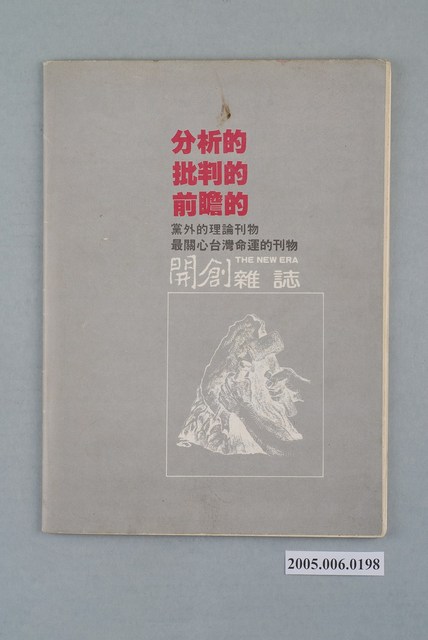 分析的
批判的
前瞻的
黨外的理論刊物
最關心台灣命運的刊物
THE NEW ERA
開創雜誌
2005.006.0198